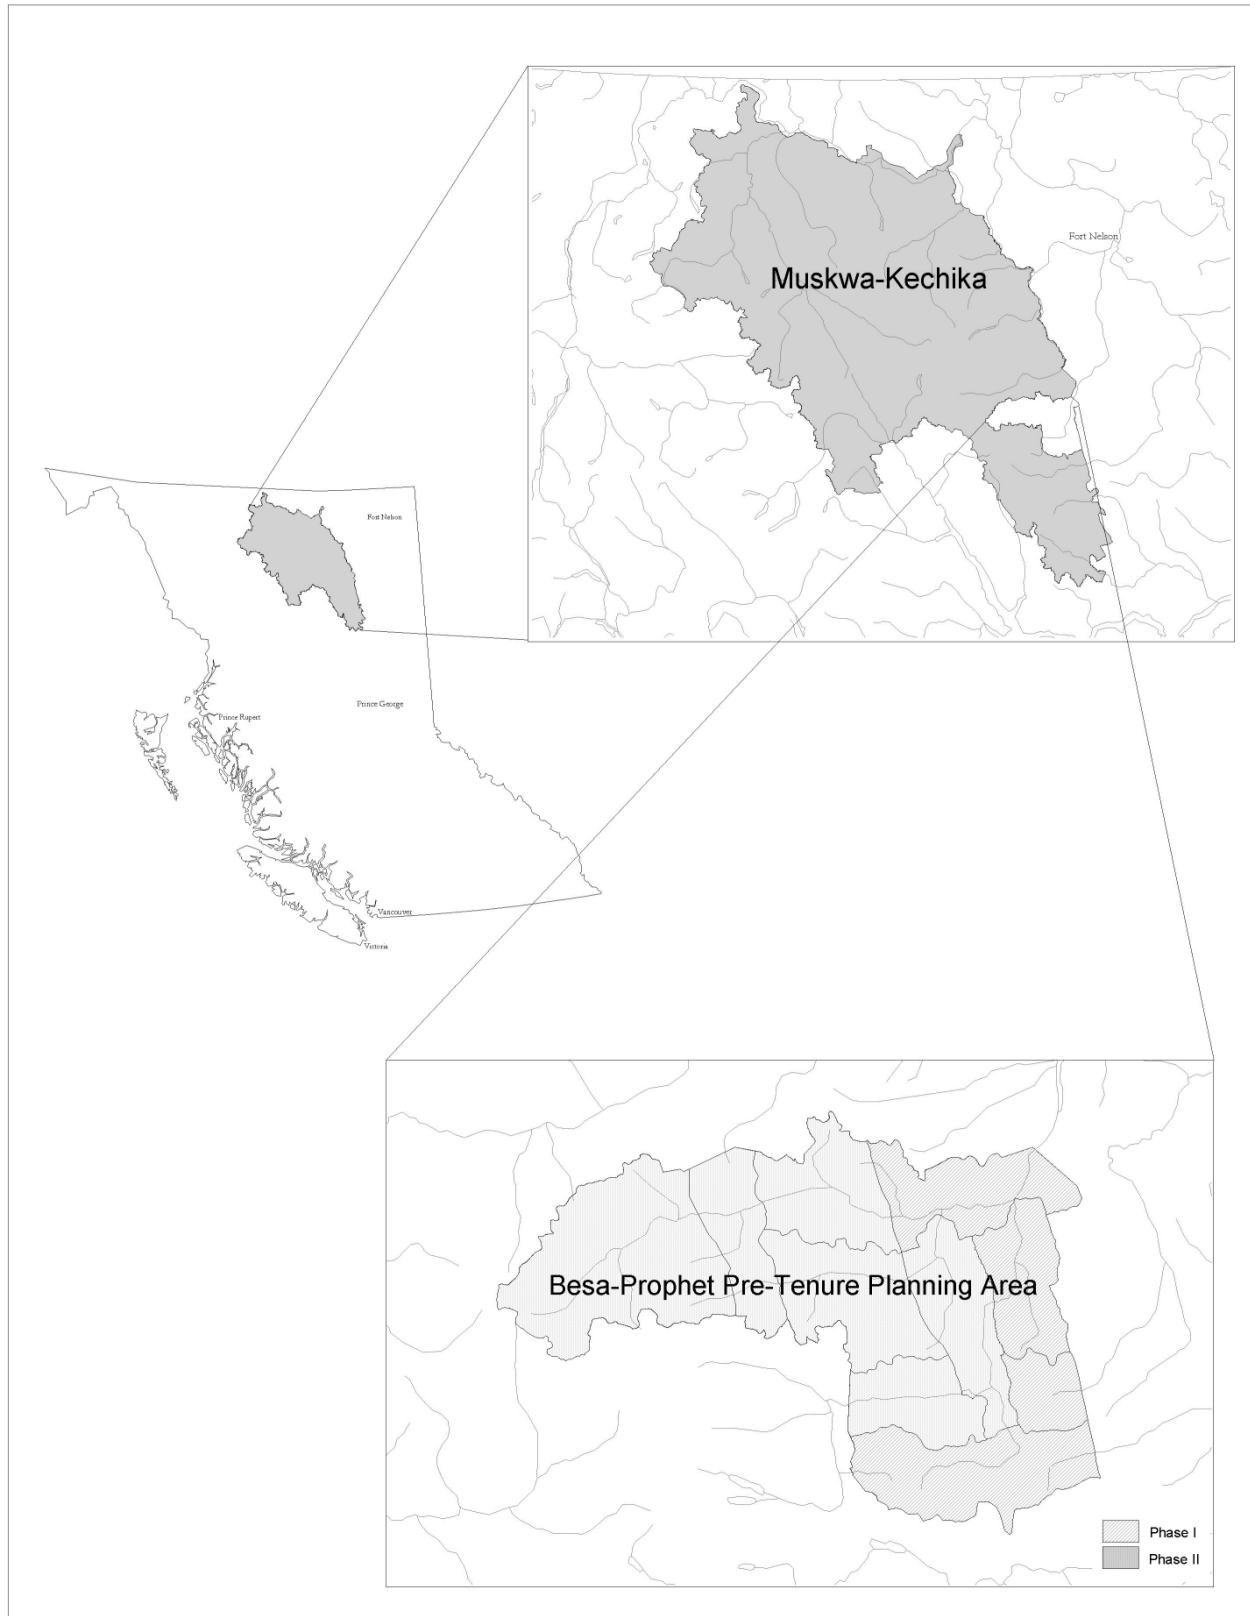 Fort Nelson
Muskwa-Kechika
Fort Nelson
Prince George
Prince Rupert
Vancouver
Victoria
Besa-Prophet Pre-Tenure Planning Area
Phase I
Phase II